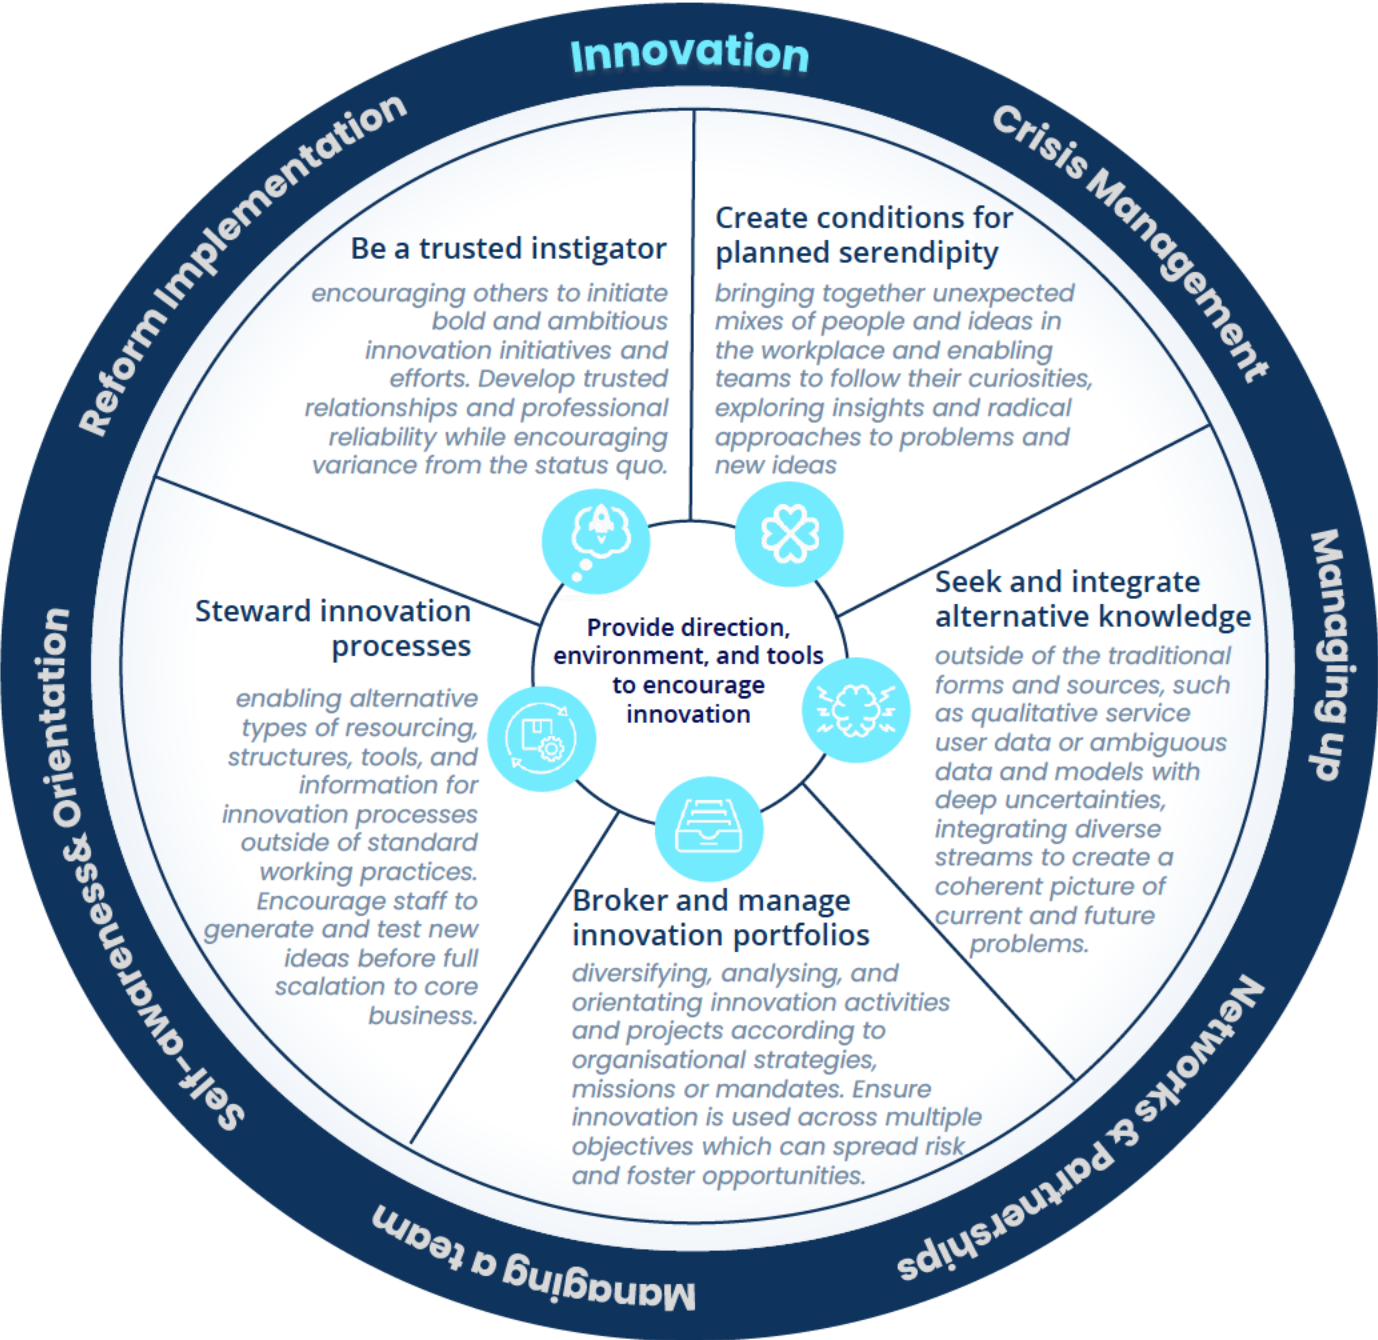 Innovation
Crisis Management
Managing up
Networks & Partnerships
Managing a team
Self-awareness& Orientation
Reform Implementation
Be a trusted instigator
encouraging others to initiate
bold and ambitious
innovation initiatives and
efforts. Develop trusted
relationships and professional
reliability while encouraging
variance from the status quo.
Create conditions for
planned serendipity
bringing together unexpected
mixes of people and ideas in
the workplace and enabling
teams to follow their curiosities,
exploring insights and radical
approaches to problems and
new ideas
Seek and integrate
alternative knowledge
outside of the traditional
forms and sources, such
as qualitative service
user data or ambiguous
data and models with
deep uncertainties,
integrating diverse
streams to create a
coherent picture of
current and future
problems.
Broker and manage
innovation portfolios
diversifying, analysing, and
orientating innovation activities
and projects according to
organisational strategies,
missions or mandates. Ensure
innovation is used across multiple
objectives which can spread risk
and foster opportunities.
Steward innovation
processes
enabling alternative
types of resourcing,
structures, tools, and
information for
innovation processes
outside of standard
working practices.
Encourage staff to
generate and test new
ideas before full
scalation to core
business.
Provide direction,
environment, and tools
to encourage
innovation